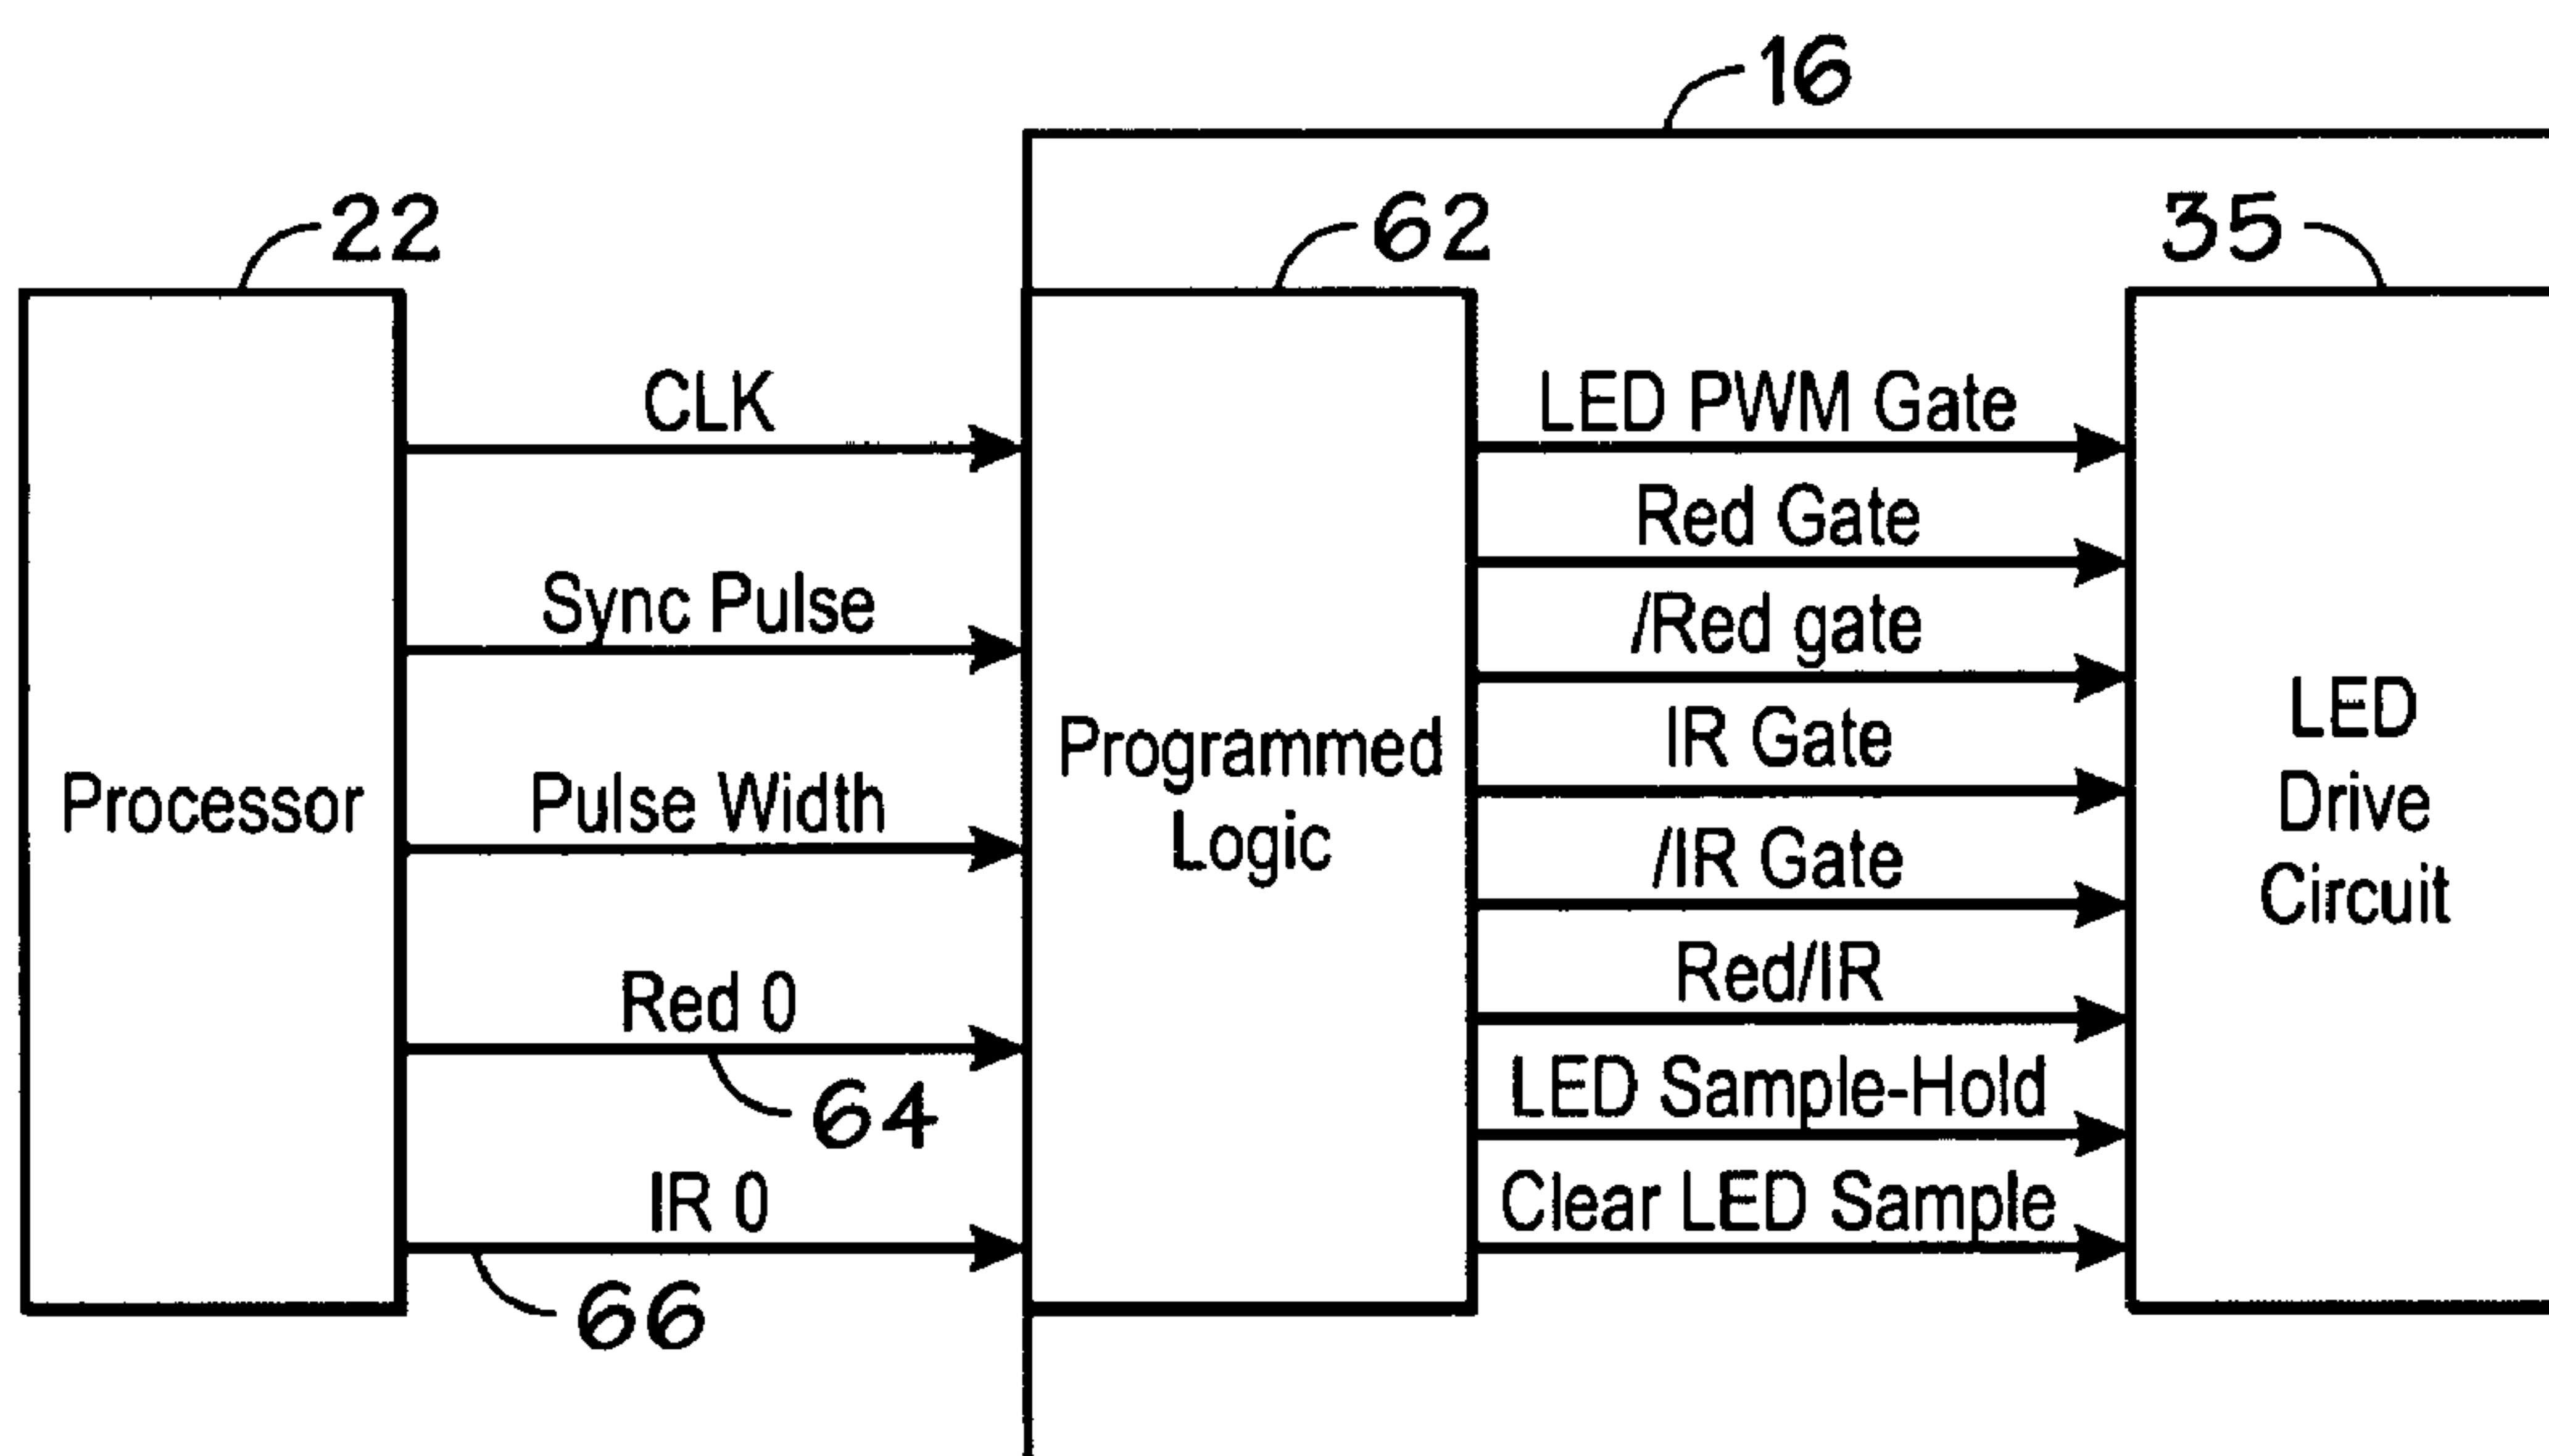 16
22
62
35
CLK
Sync Pulse
Pulse Width
Red 0
64
IR 0
66
Processor
Programmed
Logic
LED PWM Gate
Red Gate
/Red gate
IR Gate
/IR Gate
Red/IR
LED Sample-Hold
Clear LED Sample
LED
Drive
Circuit